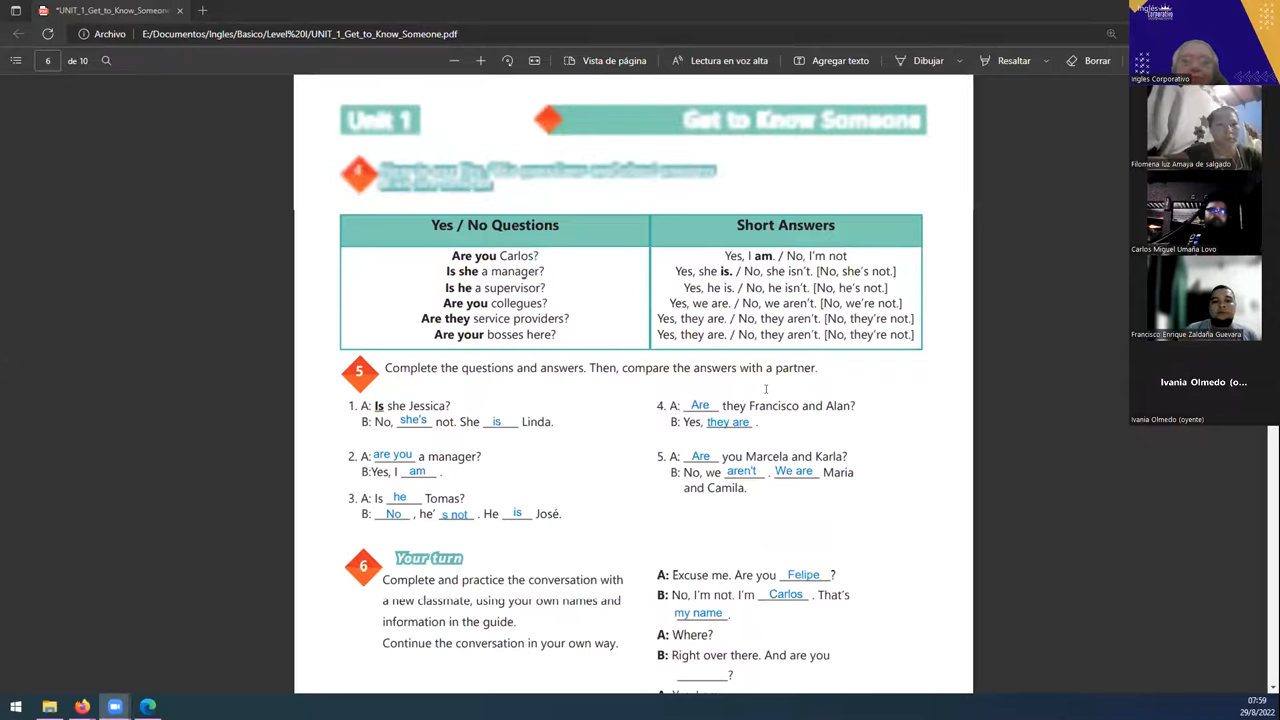 *UNIT_1_Get_to_Know_Someone.
Archivo
E:/Documentos/Ingles/Basico/Level%20I/UNIT_1_Get_to_Know_Someone.pdf
6 de 10
Vista de página
Lectura en voz alta
Agregar texto
Dibujar
Resaltar
Borrar
Unit 1
Get to Know Someone
4
Yes / No Questions
Short Answers
Are you Carlos?
Yes, I am. / No, I'm not
Is she a manager?
Yes, she is. / No, she isn't. [No, she's not.]
Is he a supervisor?
Yes, he is. / No, he isn't. [No, he's not.]
Are you collegues?
Yes, we are. / No, we aren't. [No, we're not.]
Are they service providers?
Yes, they are. / No, they aren't. [No, they're not.]
Are your bosses here?
Yes, they are. / No, they aren't. [No, they're not.]
5
Complete the questions and answers. Then, compare the answers with a partner.
1. A: Is she Jessica?
B: No, she's not. She is Linda.
2. A: are you a manager?
B:Yes, I am .
3. A: Is he Tomas?
B: No , he' s not . He is José.
4. A: Are they Francisco and Alan?
B: Yes, they are .
5. A: Are you Marcela and Karla?
B: No, we aren't . We are Maria
and Camila.
6
Your turn
Complete and practice the conversation with
a new classmate, using your own names and
information in the guide.
Continue the conversation in your own way.
A: Excuse me. Are you Felipe ?
B: No, I'm not. I'm Carlos . That's
my name .
A: Where?
B: Right over there. And are you
________?
Inglés
Corporativo
Ingles Corporativo
Filomena luz Amaya de salgado
Carlos Miguel Umaña Lovo
Francisco Enrique Zaldaña Guevara
Ivania Olmedo (o...
Ivania Olmedo (oyente)
07:59
29/8/2022